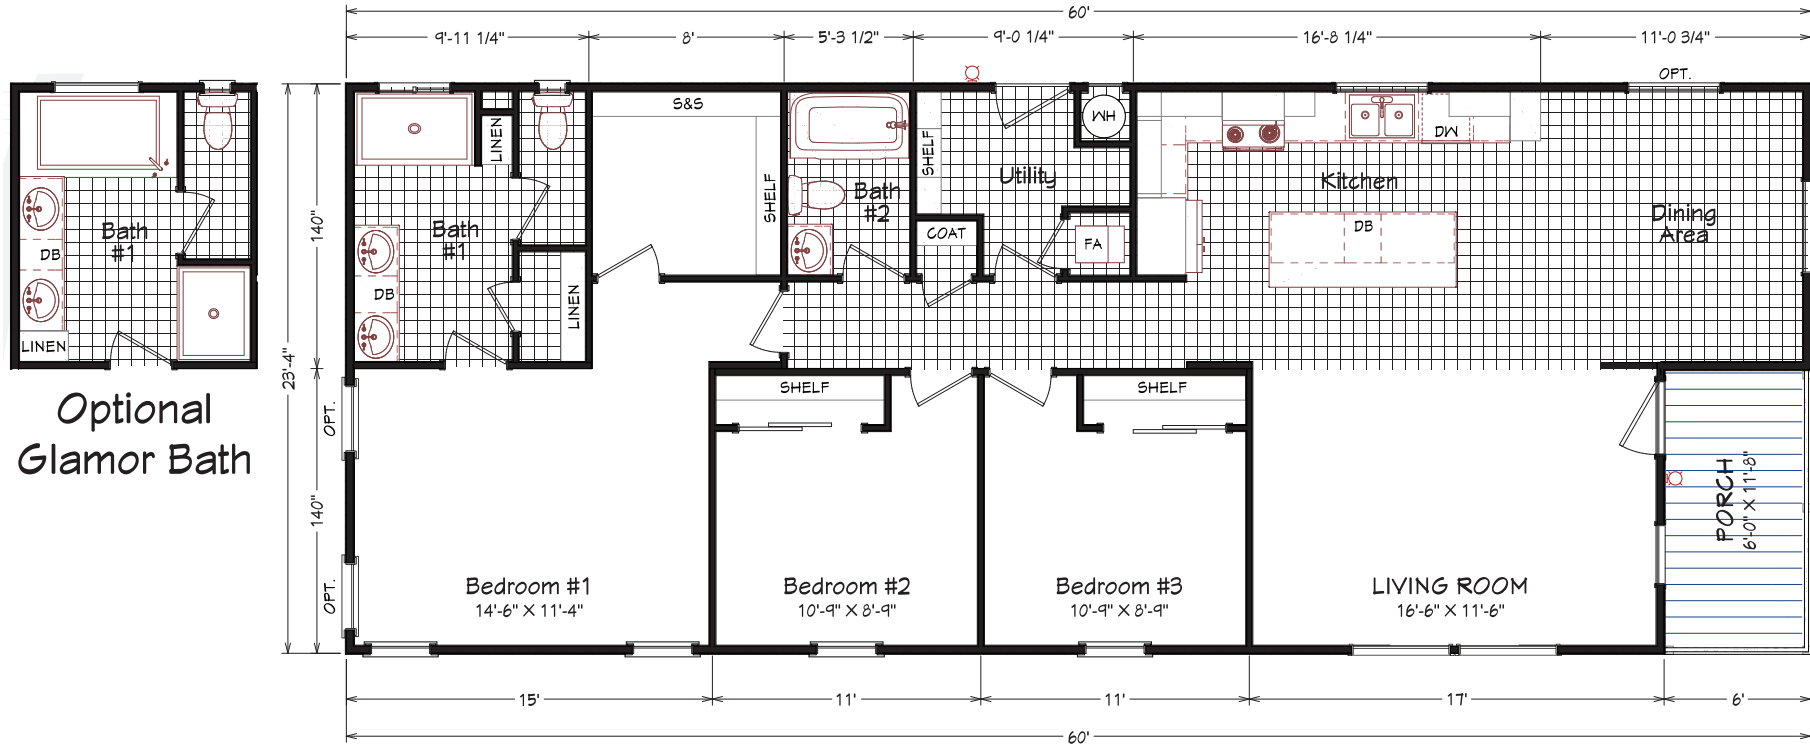 60'
9'-11 1/4"
8'
5'-3 1/2"
9'-0 1/4"
16'-8 1/4"
11'-0 3/4"
OPT.
S&S
WH
LINEN
SHELF
SHELF
DW
Utility
Kitchen
Bath
#2
Bath
#1
DB
LINEN
Bath
#1
DB
LINEN
140"
COAT
FA
DB
Dining
Area
23'-4"
Optional
Glamor Bath
OPT.
SHELF
SHELF
140"
PORCH
6'-0" X 11'-8"
OPT.
Bedroom #1
14'-6" X 11'-4"
Bedroom #2
10'-9" X 8'-9"
Bedroom #3
10'-9" X 8'-9"
LIVING ROOM
16'-6" X 11'-6"
15'
11'
11'
17'
6'
60'